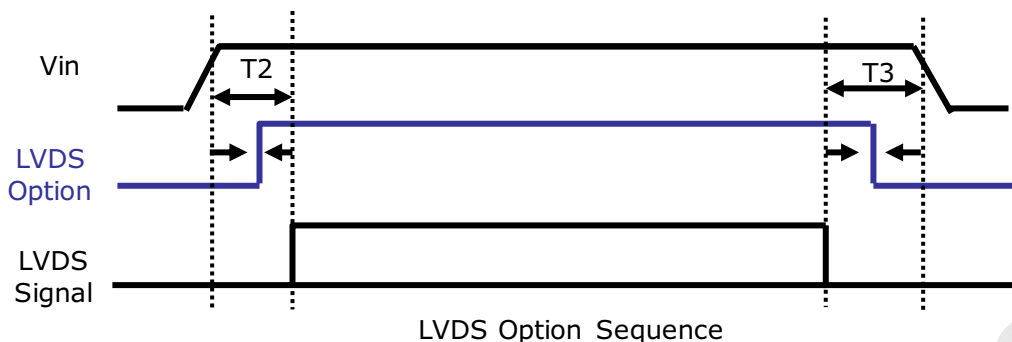 Vin
T2
T3
LVDS
Option
LVDS
Signal
LVDS Option Sequence